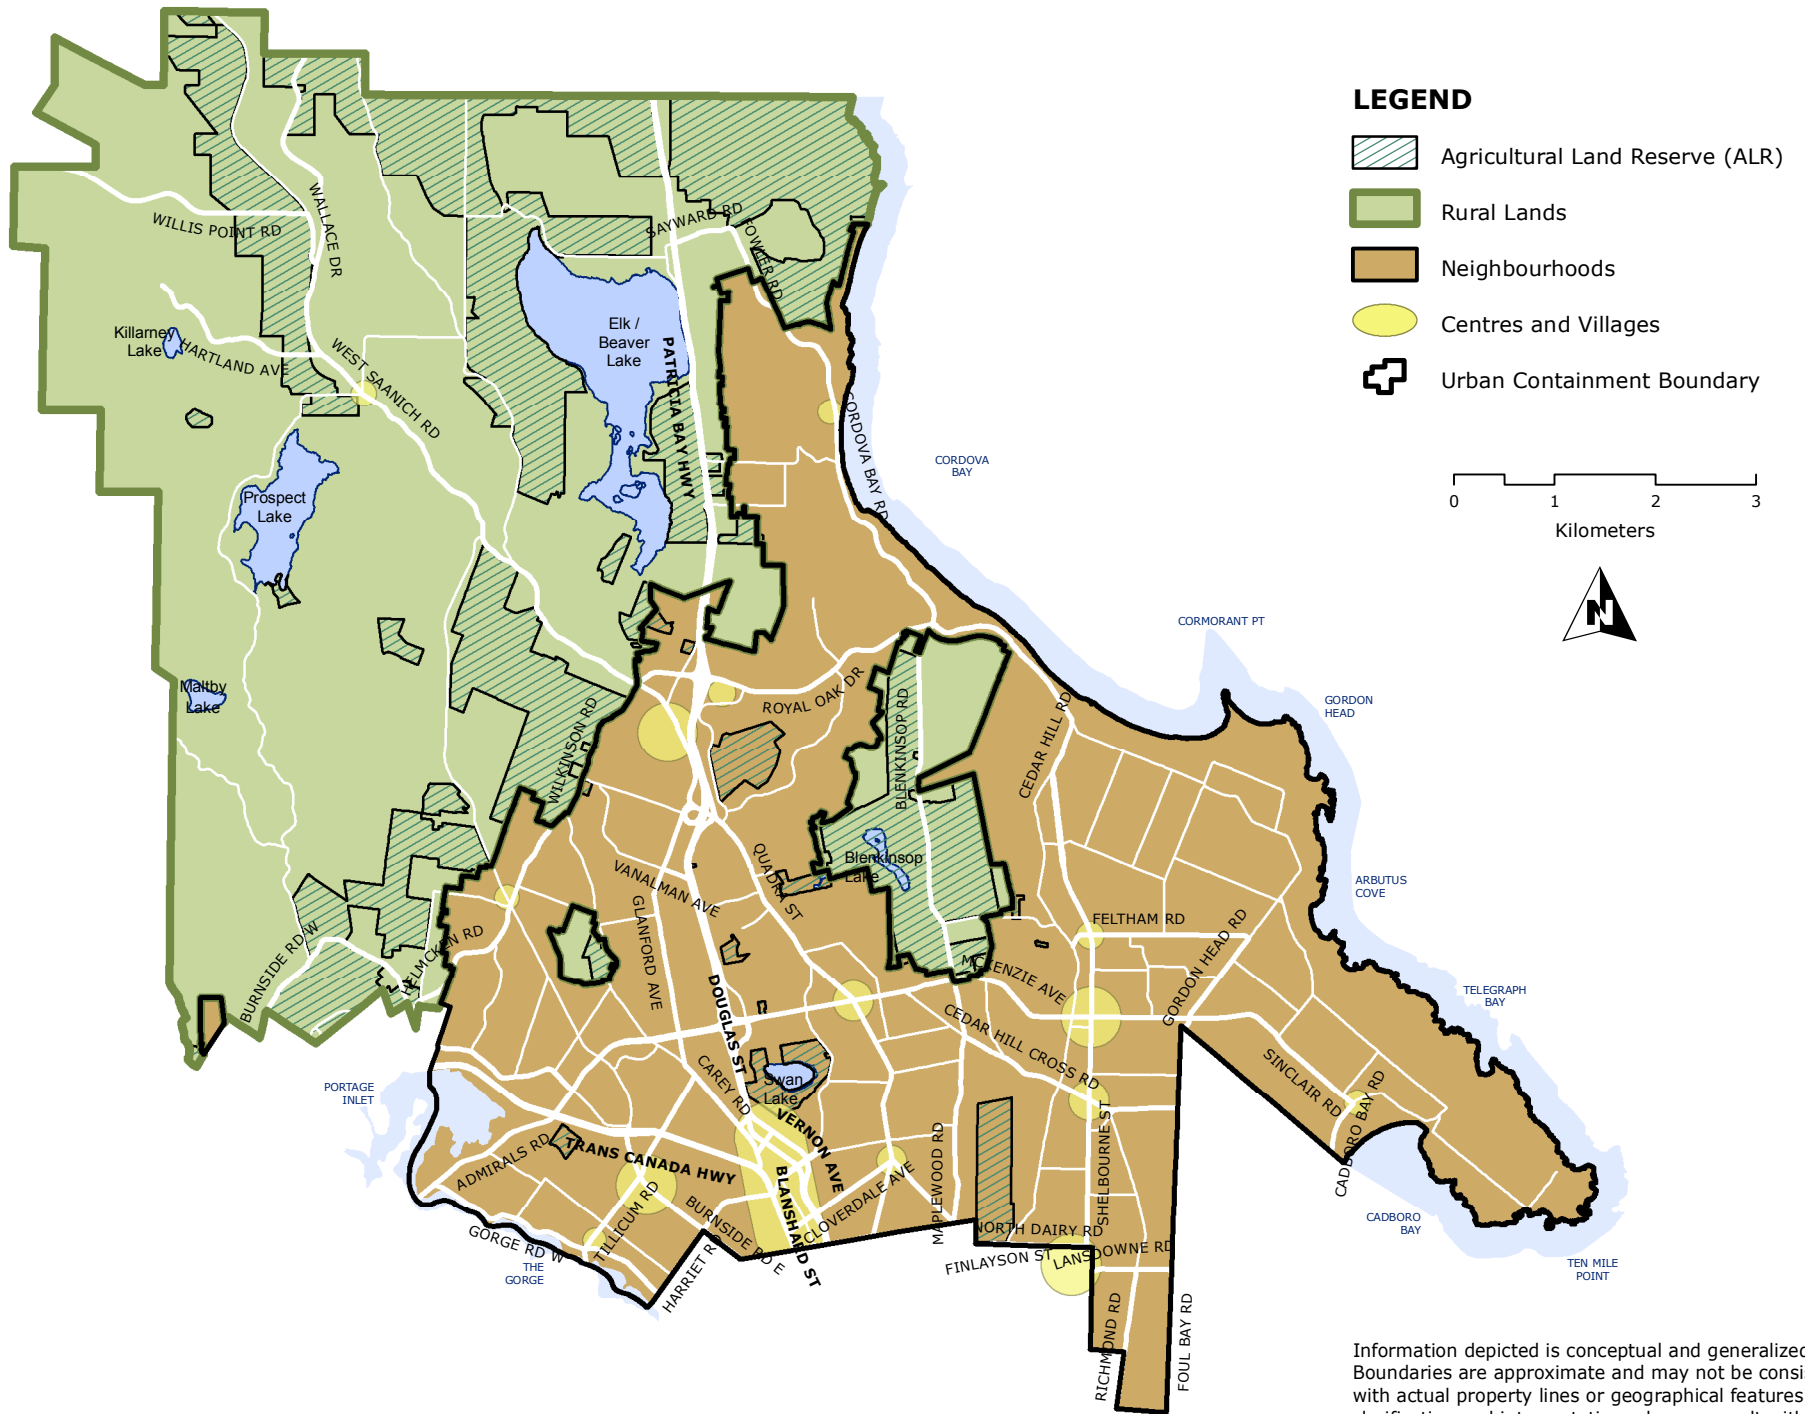 LEGEND
Agricultural Land Reserve (ALR)
Rural Lands
Neighbourhoods
Centres and Villages
Urban Containment Boundary
0 1 2 3
Kilometers
N
WILLIS POINT RD
WALLACE DR
SAYWARD RD
FOWLER RD
Killarney
Lake
HARTLAND AVE
WEST SAANICH RD
Elk /
Beaver
Lake
PATRICIA BAY HWY
CORDOVA BAY RD
CORDOVA
BAY
Prospect
Lake
CORMORANT PT
GORDON
HEAD
Maltby
Lake
WILKINSON RD
ROYAL OAK DR
BLENKINSOP RD
CEDAR HILL RD
Blenkinsop
Lake
QUADRA ST
VANALMAN AVE
GLANFORD AVE
ARBUTUS
COVE
FELTHAM RD
GORDON HEAD RD
BURNSIDE RD W
HELMCKEN RD
MCKENZIE AVE
DOUGLAS ST
CEDAR HILL CROSS RD
TELEGRAPH
BAY
CAREY RD
Swan
Lake
SINCLAIR RD
CADBORO BAY RD
PORTAGE
INLET
VERNON AVE
ADMIRALS RD
TRANS CANADA HWY
BLANSHARD ST
CLOVERDALE AVE
MAPLEWOOD RD
SHELBOURNE ST
TILLICUM RD
BURNSIDE RD E
NORTH DAIRY RD
GORGE RD W
HARRIET RD
FINLAYSON ST
LANSDOWNE RD
THE
GORGE
CADBORO
BAY
TEN MILE
POINT
RICHMOND RD
FOUL BAY RD
Information depicted is conceptual and generalized
Boundaries are approximate and may not be consi
with actual property lines or geographical features